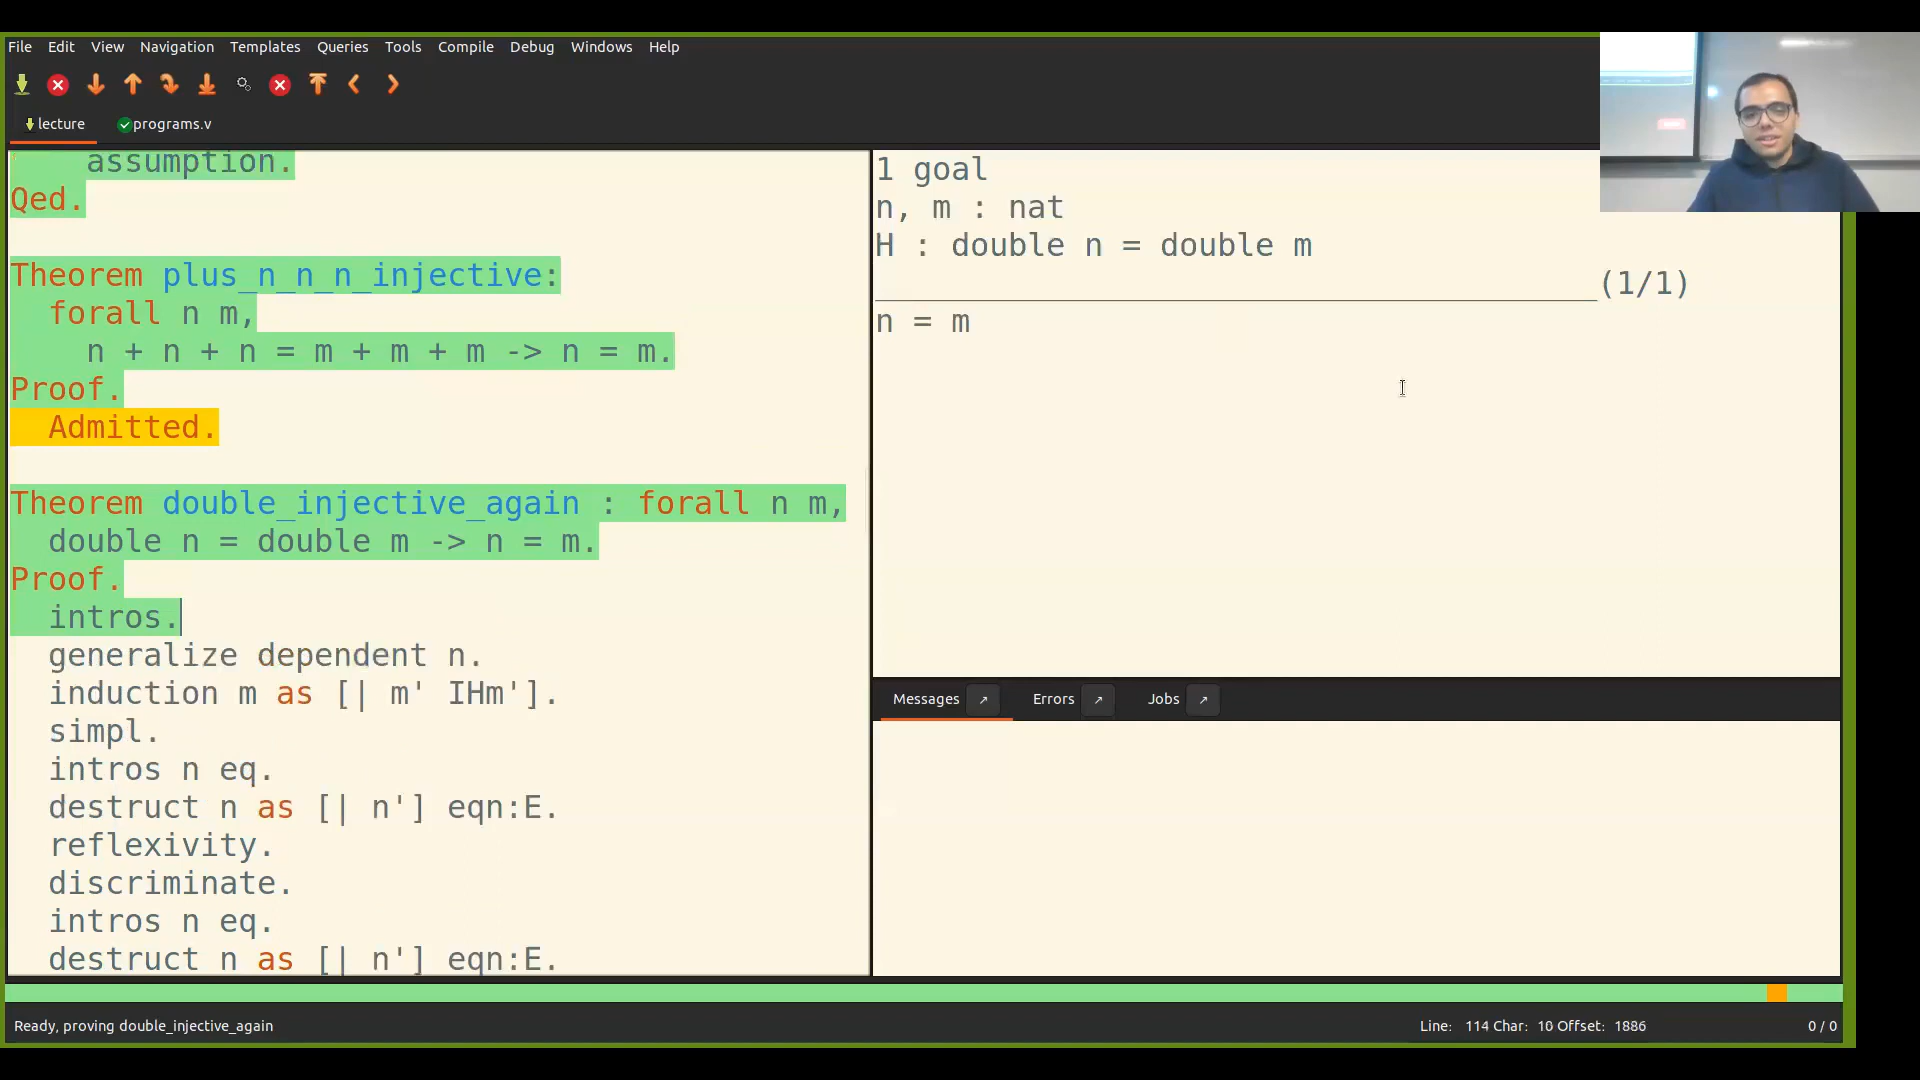 File Edit View Navigation Templates Queries Tools Compile Debug Windows Help
lecture programs.v
assumption.
Qed.
Theorem plus_n_n_n_injective:
forall n m,
n + n + n = m + m + m -> n = m.
Proof.
Admitted.
Theorem double_injective_again : forall n m,
double n = double m -> n = m.
Proof.
intros.
generalize dependent n.
induction m as [| m' IHm'].
simpl.
intros n eq.
destruct n as [| n'] eqn:E.
reflexivity.
discriminate.
intros n eq.
destruct n as [| n'] eqn:E.
1 goal
n, m : nat
H : double n = double m
(1/1)
n = m
Messages Errors Jobs
Ready, proving double_injective_again
Line: 114 Char: 10 Offset: 1886
0 / 0